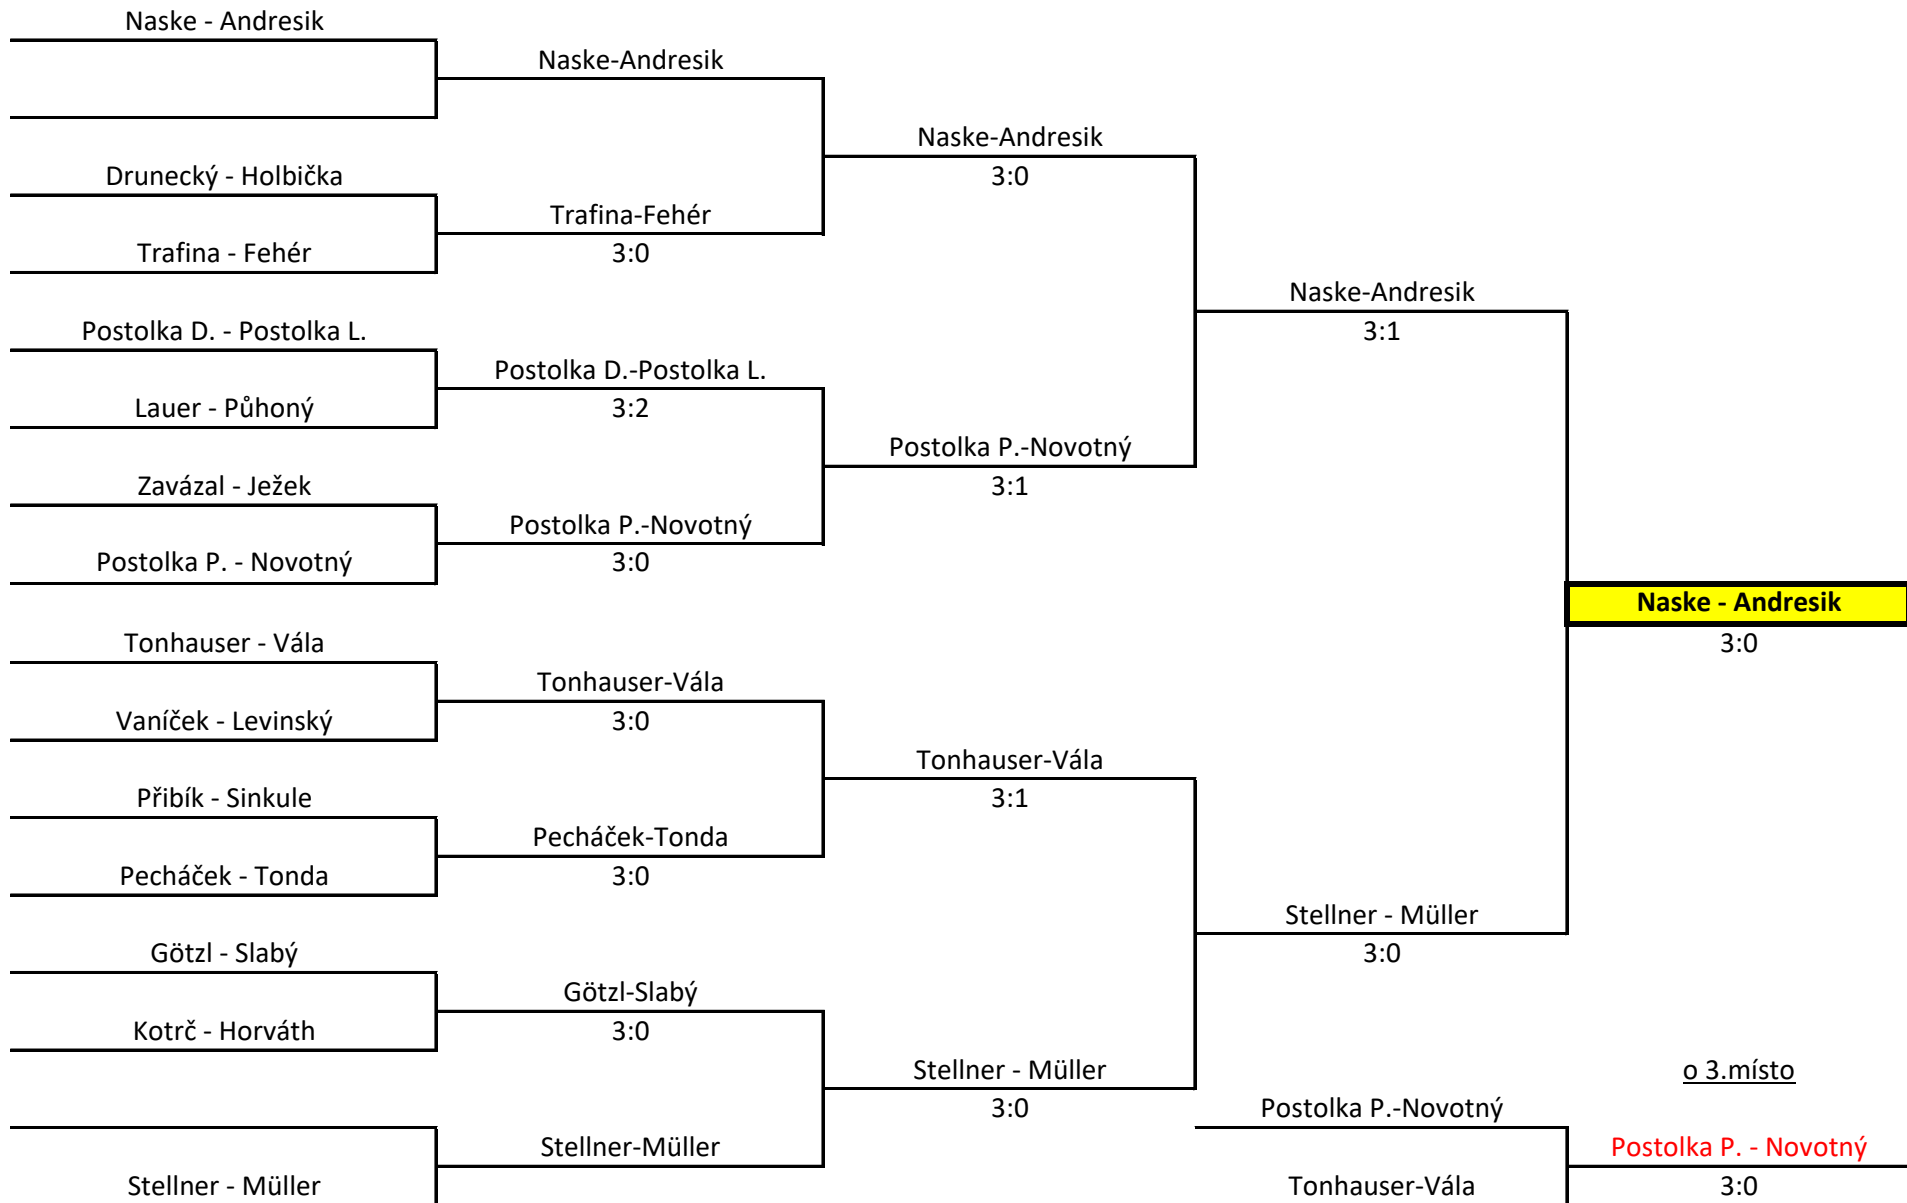 Naske - Andresik
Naske-Andresik
Naske-Andresik
Drunecký - Holbička
3:0
Trafina-Fehér
Trafina - Fehér
3:0
Naske-Andresik
Postolka D. - Postolka L.
3:1
Postolka D.-Postolka L.
Lauer - Půhoný
3:2
Postolka P.-Novotný
Zavázal - Ježek
3:1
Postolka P.-Novotný
Postolka P. - Novotný
3:0
Naske - Andresik
Tonhauser - Vála
3:0
Tonhauser-Vála
Vaníček - Levinský
3:0
Tonhauser-Vála
Přibík - Sinkule
3:1
Pecháček-Tonda
Pecháček - Tonda
3:0
Stellner - Müller
Götzl - Slabý
3:0
Götzl-Slabý
Kotrč - Horváth
3:0
Stellner - Müller
o 3.místo
3:0
Postolka P.-Novotný
Stellner-Müller
Postolka P. - Novotný
Stellner - Müller
Tonhauser-Vála
3:0